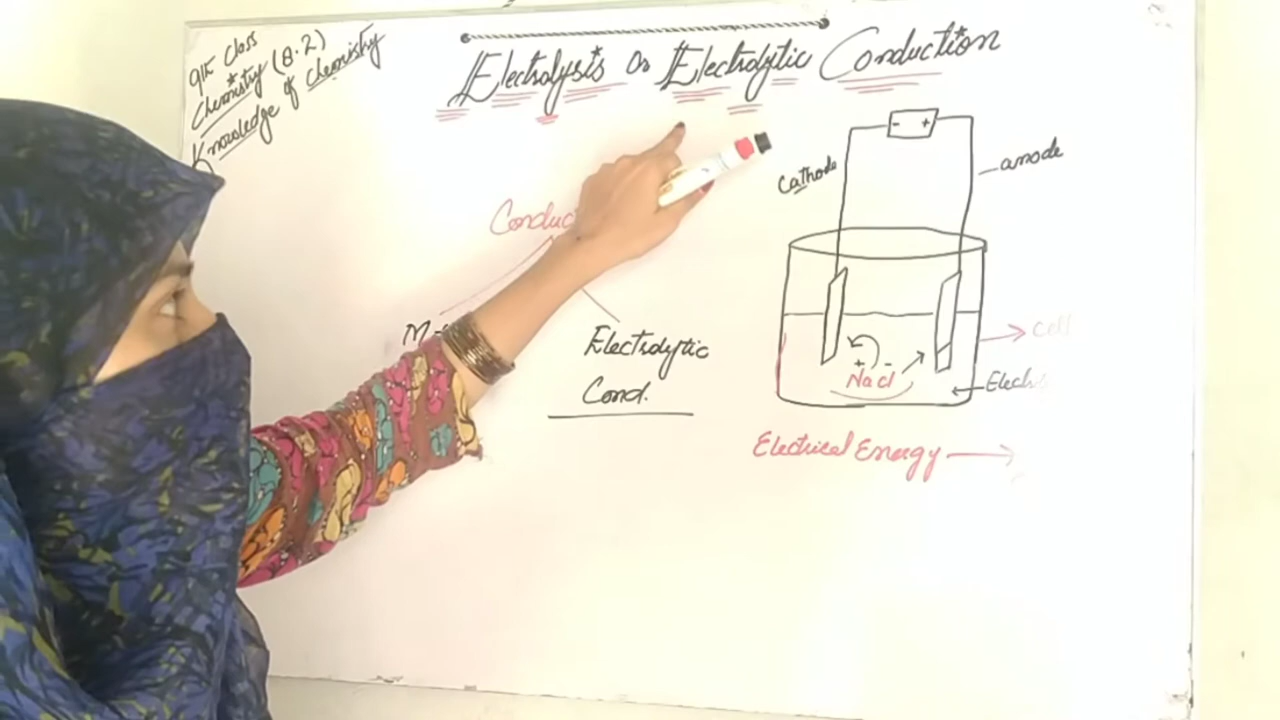 9th Class
Chemistry (8.2)
Knowledge of Chemistry
Electrolysis or Electrolytic Conduction
Cathode
- +
anode
Electrolytic
Cond.
+ -
NaCl
Cell
Electrical Energy